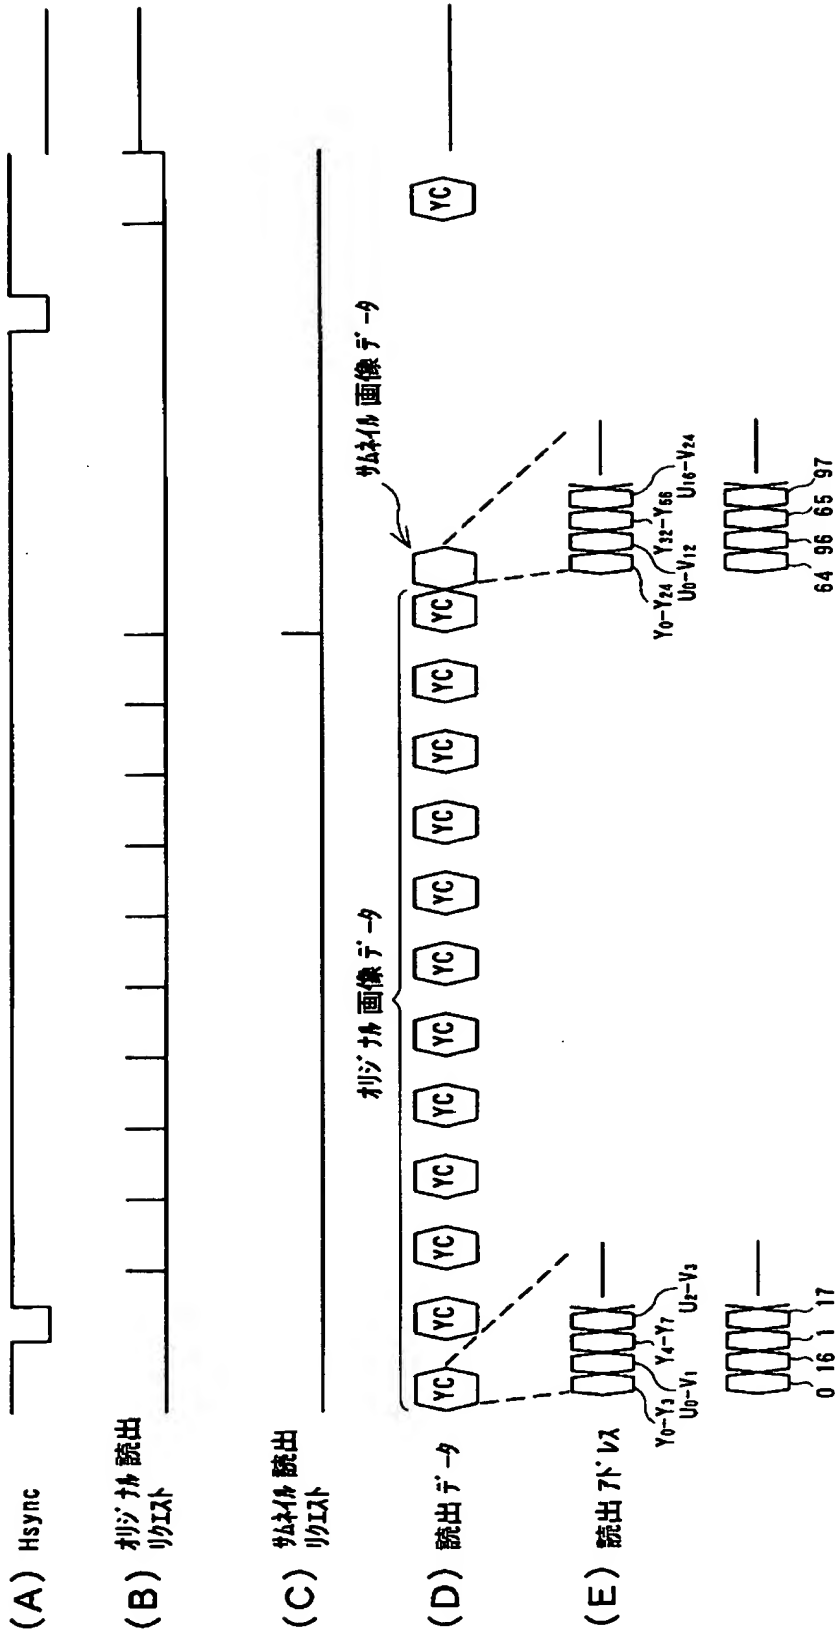 (A) Hsync
(B) オリジナル読出
リクエスト
(C) サムネイル読出
リクエスト
(D) 読出データ
オリジナル画像データ
サムネイル画像データ
YC YC YC YC YC YC YC YC YC YC YC YC YC
(E) 読出アドレス
Y0-Y3
U0-V1
Y4-Y7
U2-V3
Y0-Y24
U0-V12
Y32-Y56
U16-V24
0 16 1 17
64 96 65 97